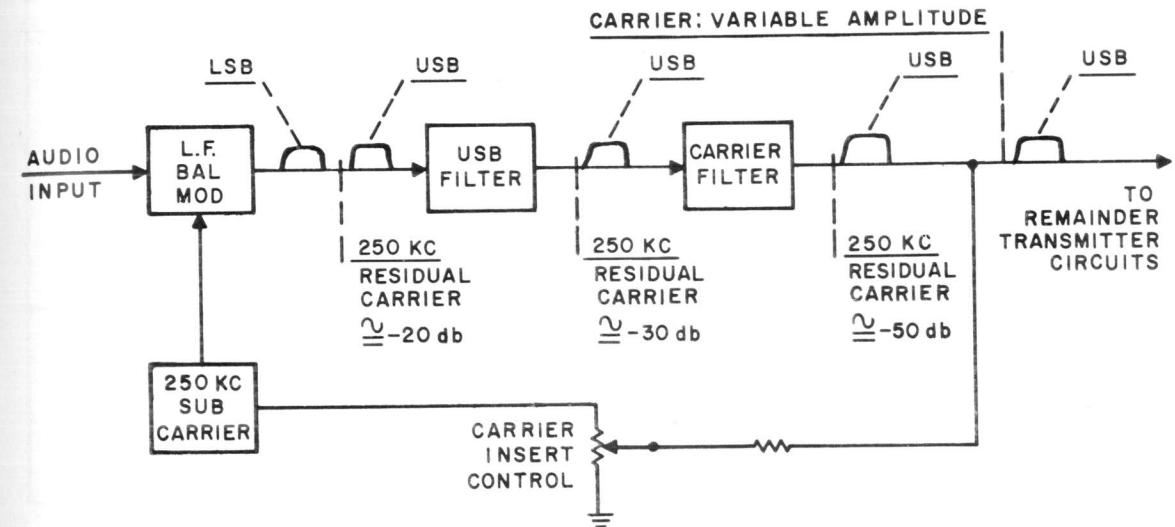 CARRIER: VARIABLE AMPLITUDE
LSB
USB
USB
USB
USB
AUDIO
INPUT
L.F.
BAL
MOD
USB
FILTER
CARRIER
FILTER
TO
REMAINDER
TRANSMITTER
CIRCUITS
250 KC
RESIDUAL
CARRIER
≅-20 db
250 KC
RESIDUAL
CARRIER
≅-30 db
250 KC
RESIDUAL
CARRIER
≅-50 db
250 KC
SUB
CARRIER
CARRIER
INSERT
CONTROL